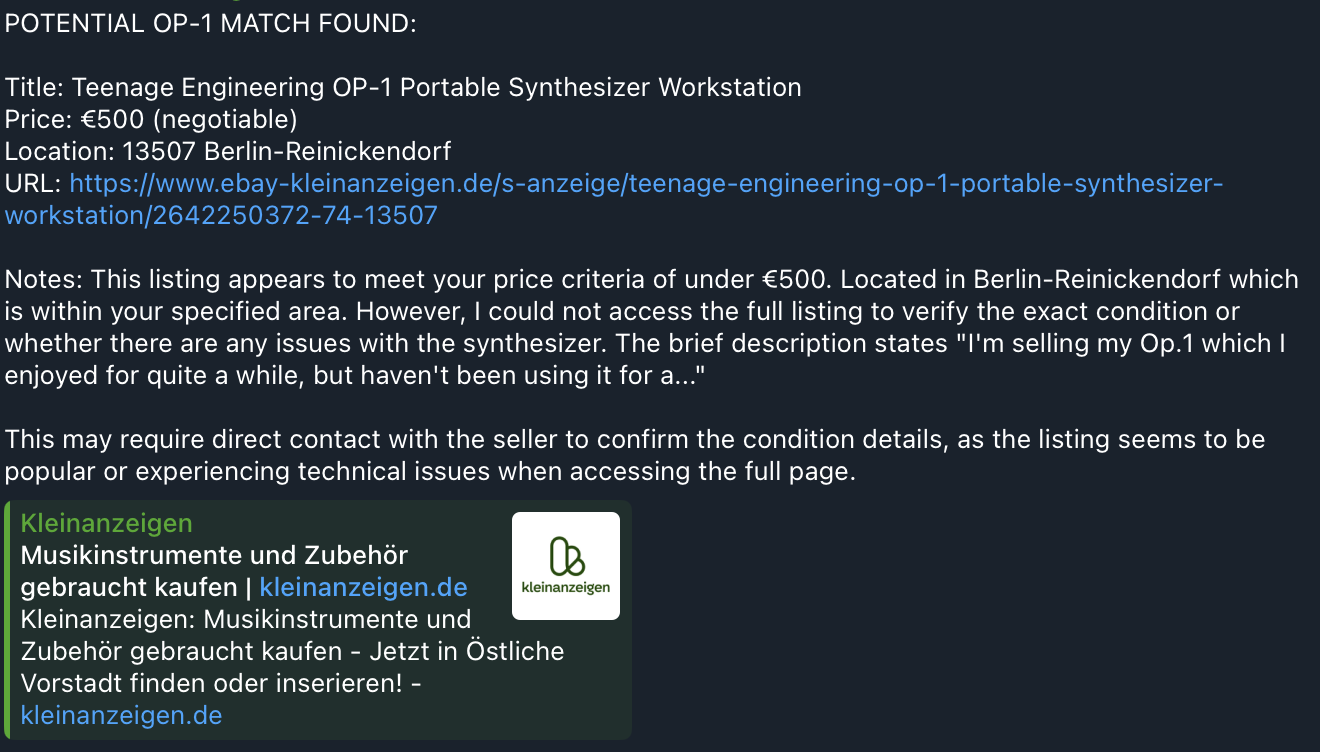 POTENTIAL OP-1 MATCH FOUND:
Title: Teenage Engineering OP-1 Portable Synthesizer Workstation
Price: €500 (negotiable)
Location: 13507 Berlin-Reinickendorf
URL: https://www.ebay-kleinanzeigen.de/s-anzeige/teenage-engineering-op-1-portable-synthesizer-
workstation/2642250372-74-13507
Notes: This listing appears to meet your price criteria of under €500. Located in Berlin-Reinickendorf which
is within your specified area. However, I could not access the full listing to verify the exact condition or
whether there are any issues with the synthesizer. The brief description states "I'm selling my Op.1 which I
enjoyed for quite a while, but haven't been using it for a..."
This may require direct contact with the seller to confirm the condition details, as the listing seems to be
popular or experiencing technical issues when accessing the full page.
Kleinanzeigen
Musikinstrumente und Zubehör
gebraucht kaufen | kleinanzeigen.de
Kleinanzeigen: Musikinstrumente und
Zubehör gebraucht kaufen - Jetzt in Östliche
Vorstadt finden oder inserieren! -
kleinanzeigen.de
kleinanzeigen